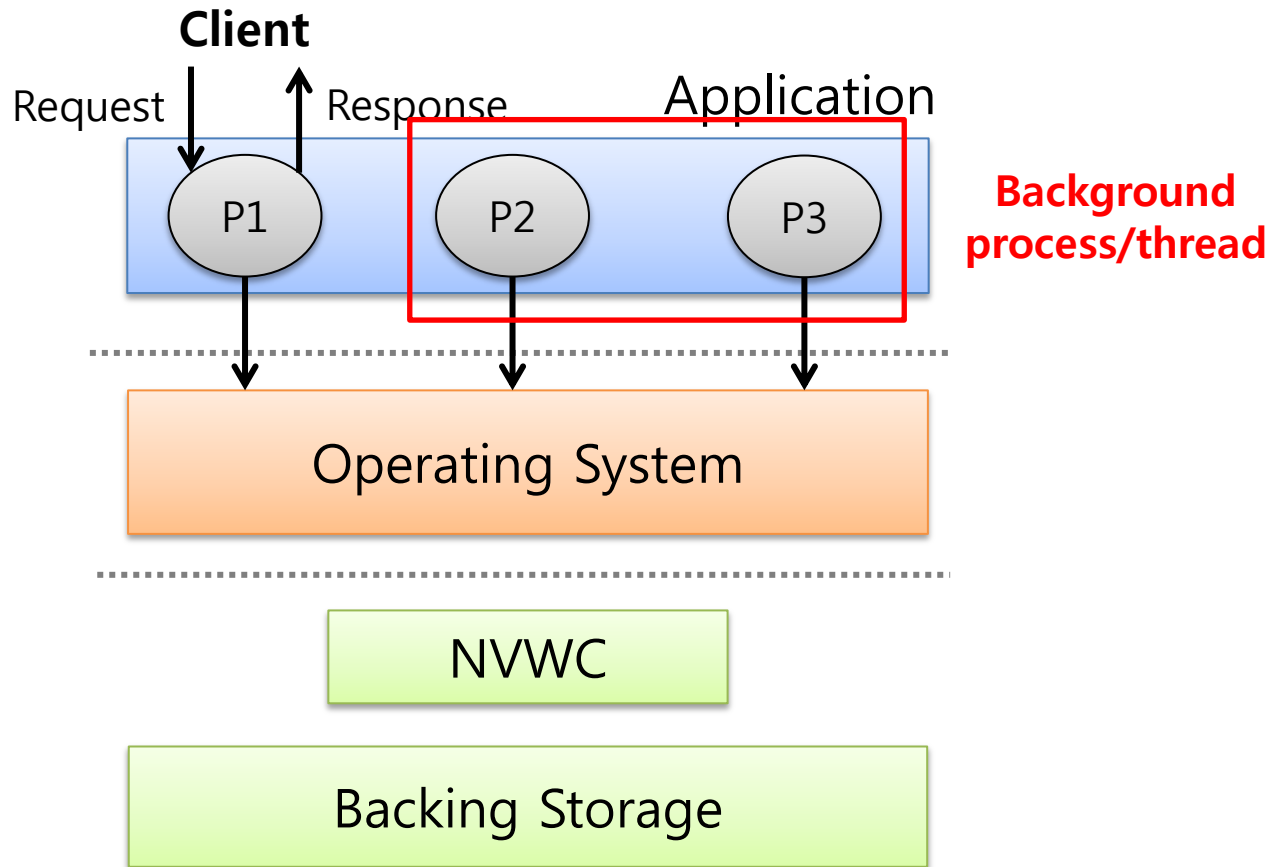 Client
Request
Response
Application
P1
P2
P3
Background
process/thread
Operating System
NVWC
Backing Storage